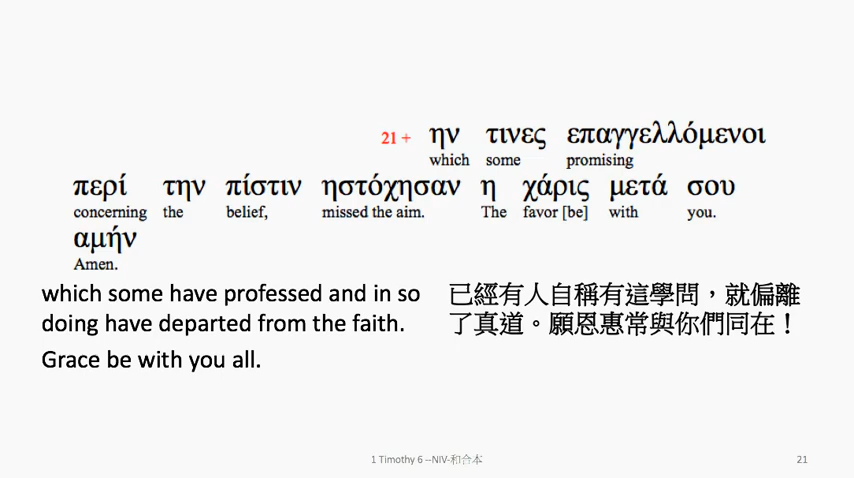 21 + ην τινες επαγγελλόμενοι
which some promising
περί την πίστιν ηστόχησαν η χάρις μετά σου
concerning the belief, missed the aim. The favor [be] with you.
αμήν
Amen.
which some have professed and in so
doing have departed from the faith.
Grace be with you all.
已經有人自稱有這學問，就偏離
了真道。願恩惠常與你們同在！
1 Timothy 6 --NIV-和合本
21